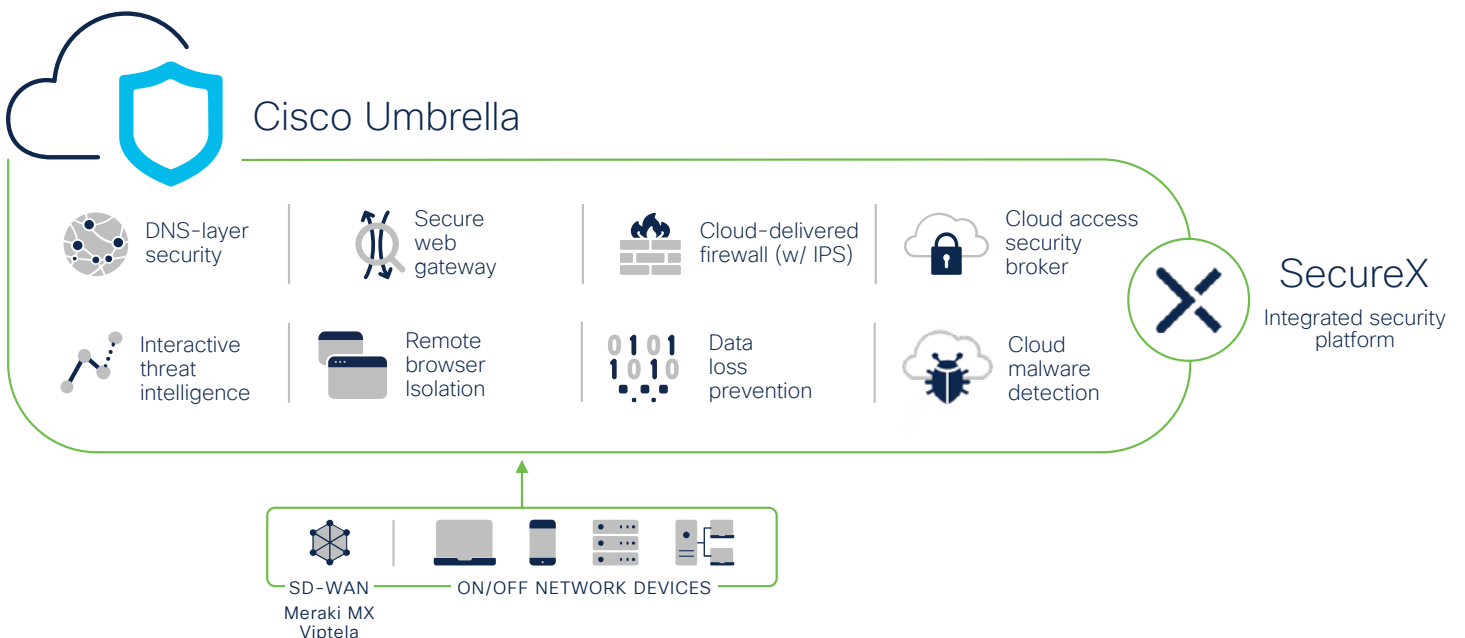 Cisco Umbrella
DNS-layer
security
Secure
web
gateway
Cloud-delivered
firewall (w/ IPS)
Cloud access
security
broker
Interactive
threat
intelligence
Remote
browser
Isolation
0101
1010
Data
loss
prevention
Cloud
malware
detection
SecureX
Integrated security
platform
SD-WAN
Meraki MX
Viptela
ON/OFF NETWORK DEVICES